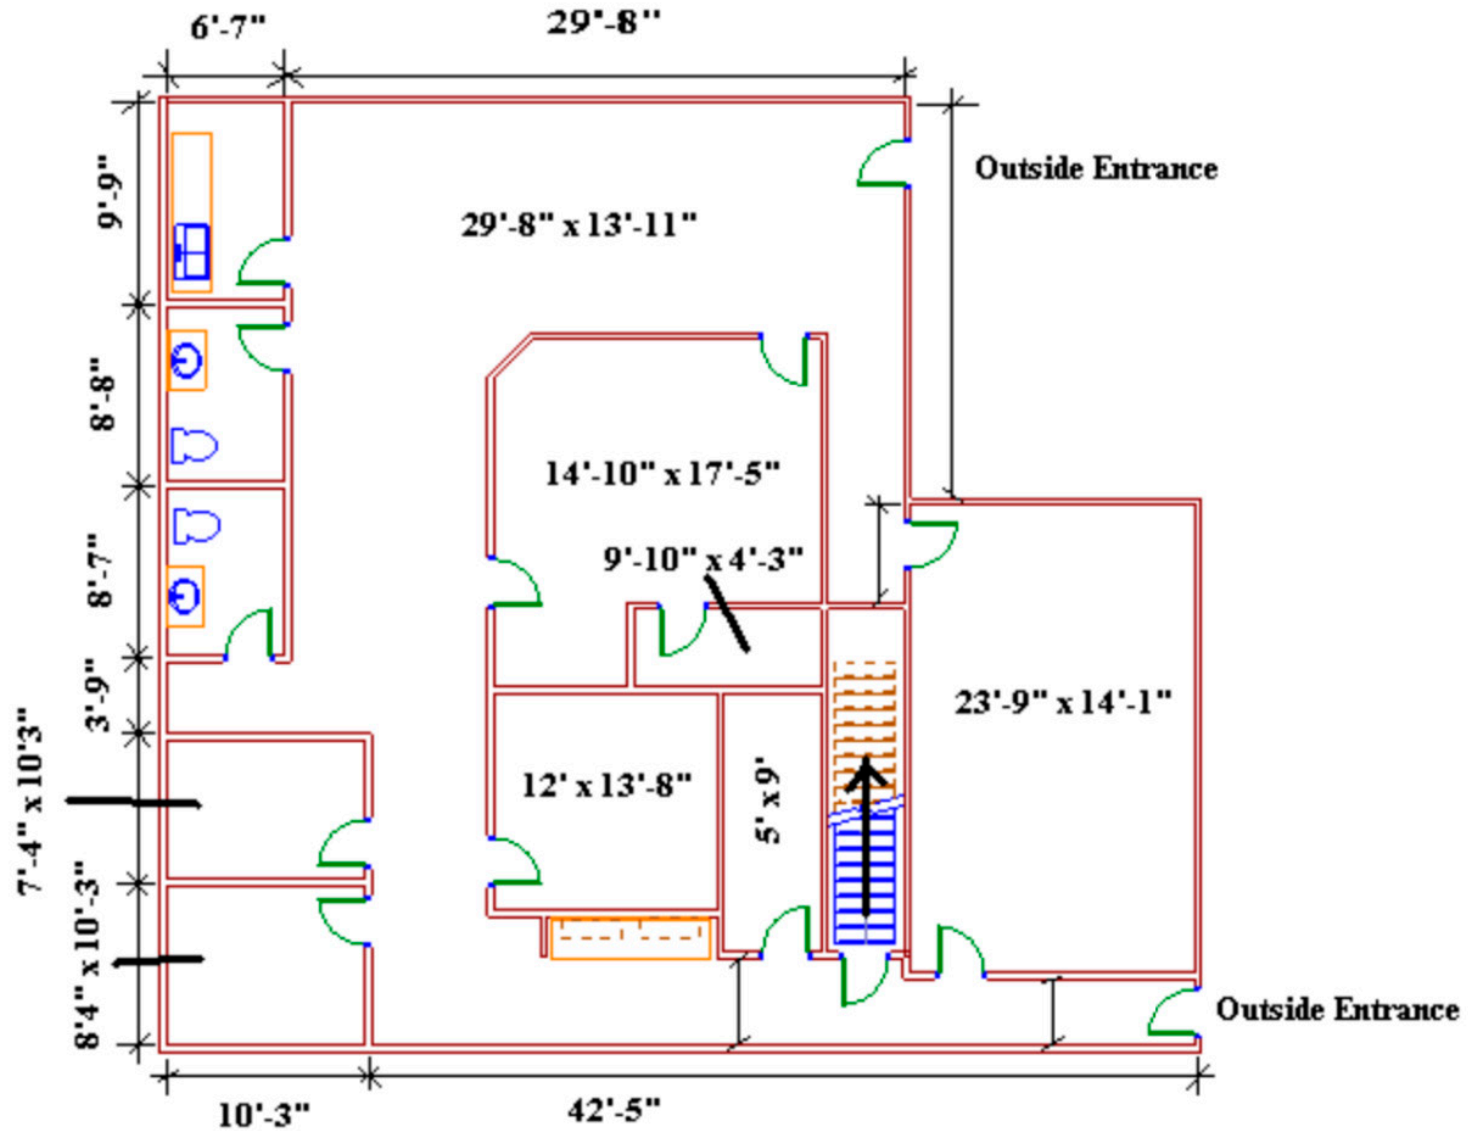 6'-7"
29'-8"
9'-9"
Outside Entrance
29'-8" x 13'-11"
8'-8"
14'-10" x 17'-5"
9'-10" x 4'-3"
8'-7"
3'-9"
23'-9" x 14'-1"
7'-4" x 10'3"
12' x 13'-8"
5' x 9'
8'4" x 10'-3"
Outside Entrance
10'-3"
42'-5"